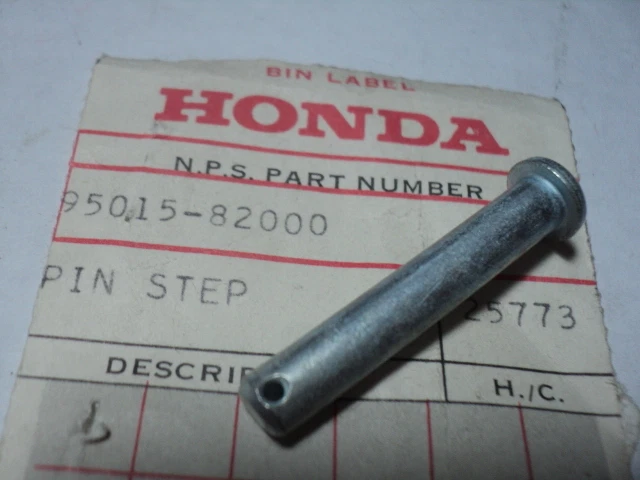 BIN LABEL
HONDA
N.P.S. PART NUMBER
95015-82000
PIN STEP
25773
H./C.